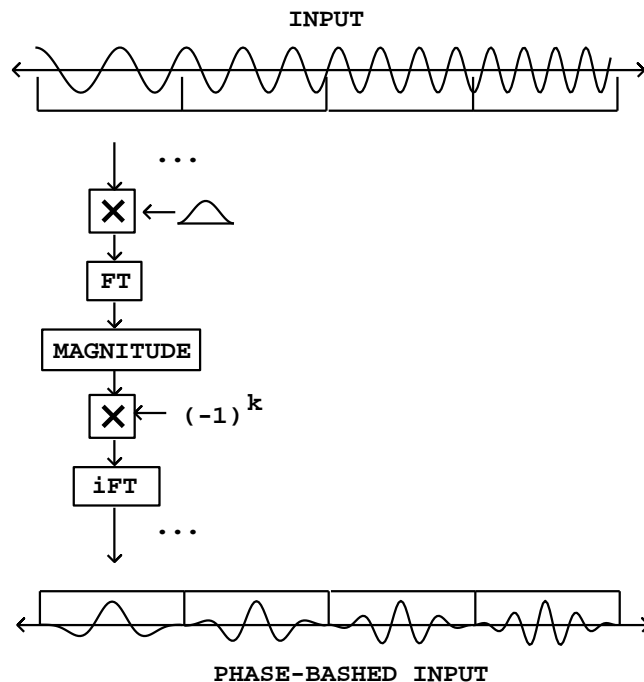 INPUT
...
FT
MAGNITUDE
(-1)^k
iFT
...
PHASE-BASHED INPUT